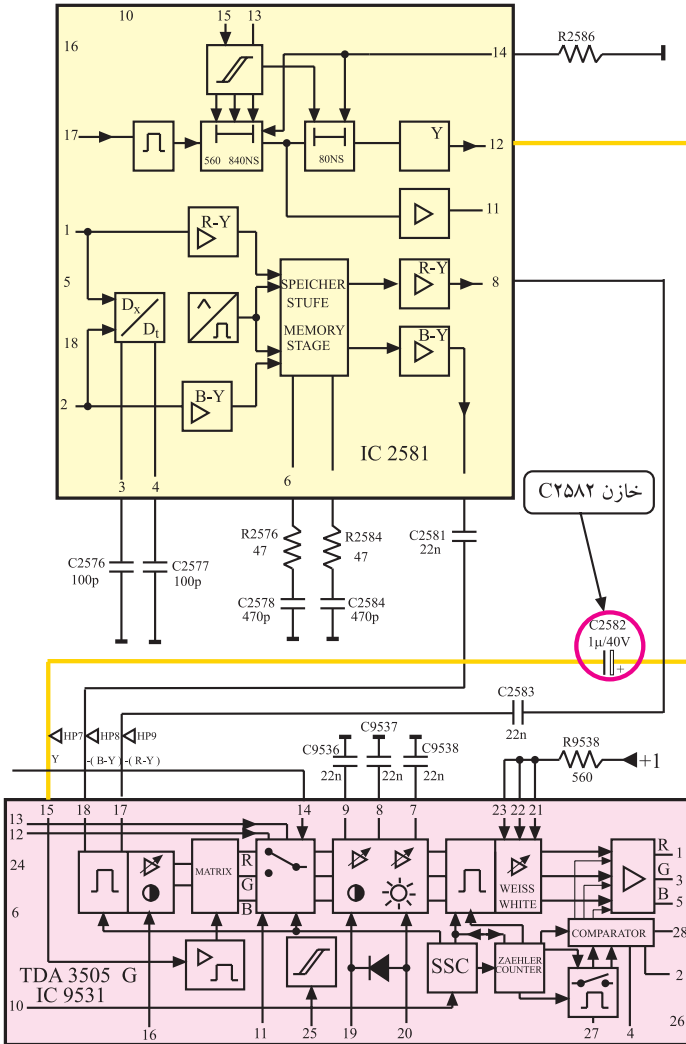 10
15
13
16
14
R2586
17
560
840NS
80NS
Y
12
11
1
R-Y
5
Dx
Dt
SPEICHER
STUFE
MEMORY
STAGE
R-Y
8
18
B-Y
2
B-Y
IC 2581
3
4
6
خازن C۲۵۸۲
C2576
100p
C2577
100p
R2576
47
R2584
47
C2581
22n
C2578
470p
C2584
470p
C2582
1µ/40V
+
C2583
22n
HP7
HP8
HP9
Y
-( B-Y )
-( R-Y )
C9536
22n
C9537
22n
C9538
22n
R9538
560
+1
15
18
17
14
9
8
7
23
22
21
13
12
24
6
MATRIX
R
G
B
WEISS
WHITE
R
1
G
3
B
5
COMPARATOR
28
SSC
ZAEHLER
COUNTER
2
TDA 3505 G
IC 9531
10
16
11
25
19
20
27
4
26